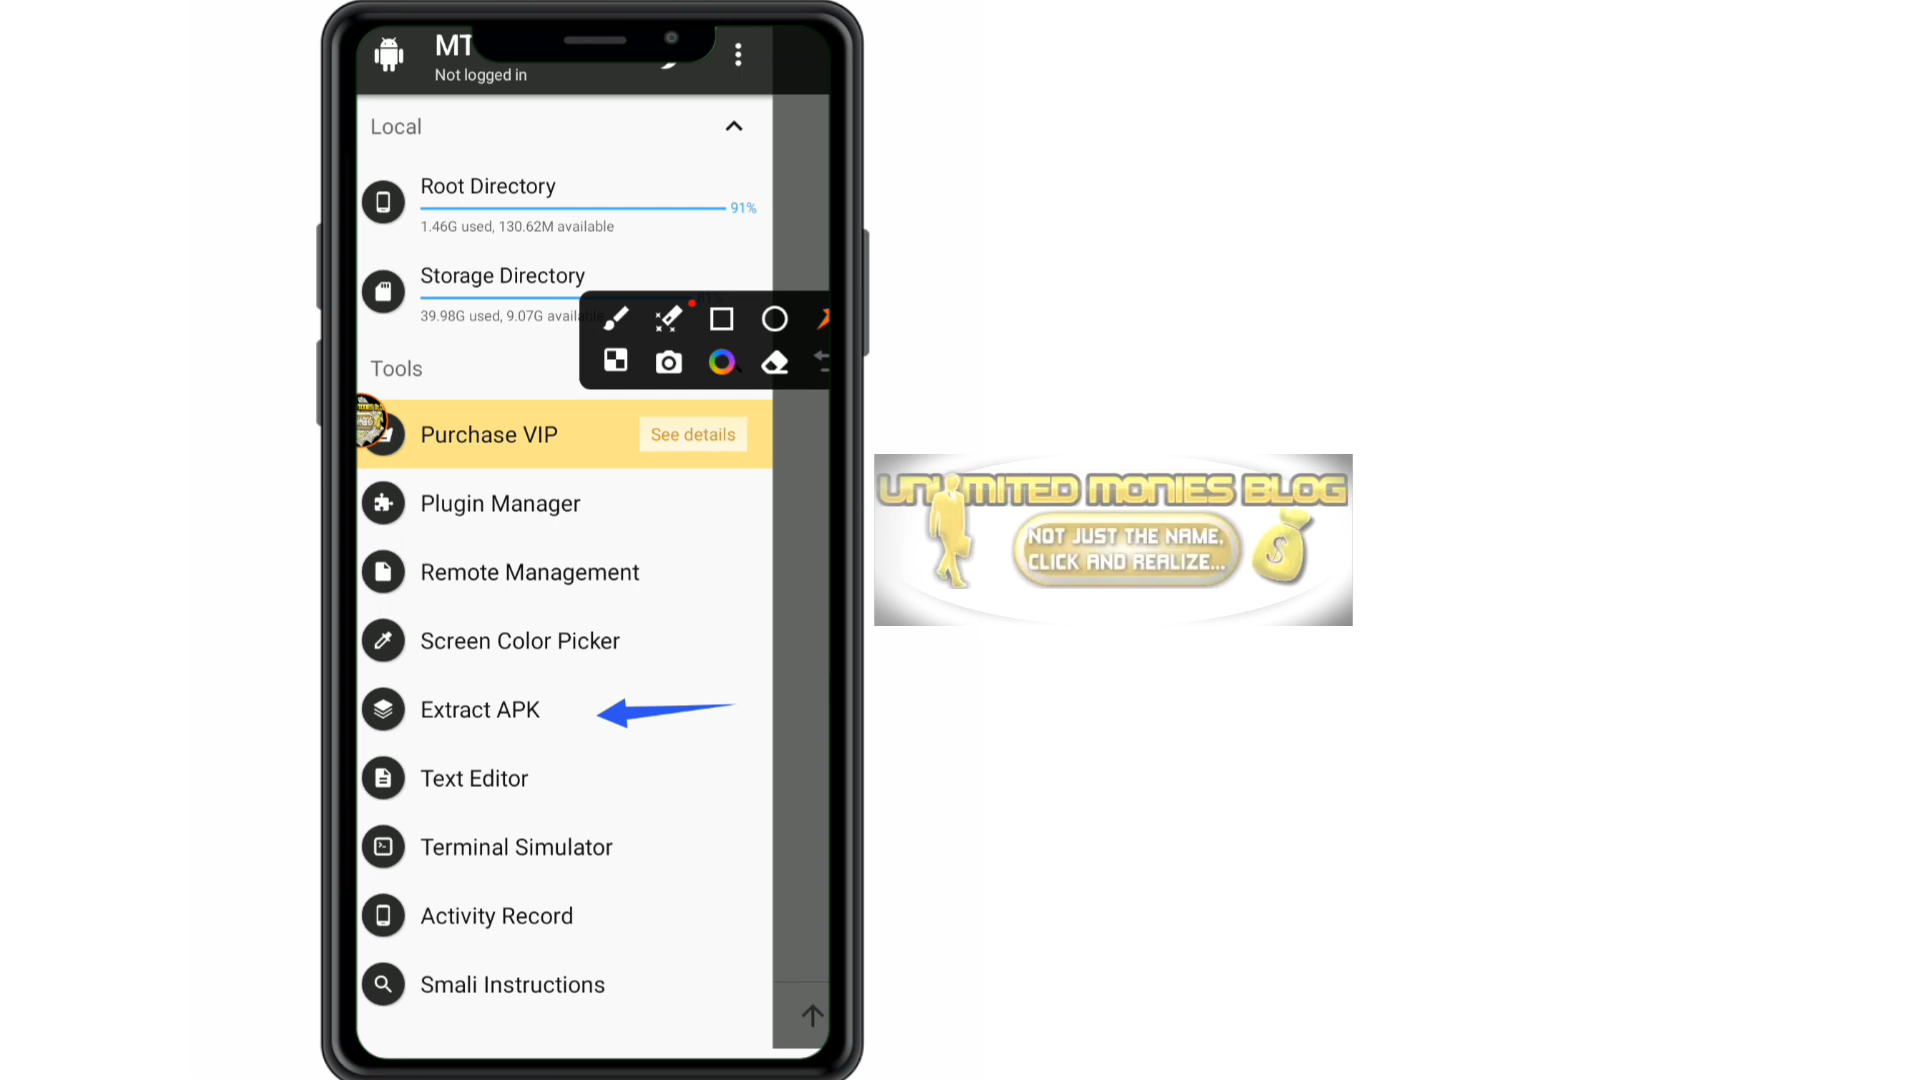 MT
Not logged in
Local
Root Directory
91%
1.46G used, 130.62M available
Storage Directory
39.98G used, 9.07G available
Tools
Purchase VIP
See details
Plugin Manager
Remote Management
Screen Color Picker
Extract APK
Text Editor
Terminal Simulator
Activity Record
Smali Instructions
UNLIMITED MONIES BLOG
NOT JUST THE NAME,
CLICK AND REALIZE...
$